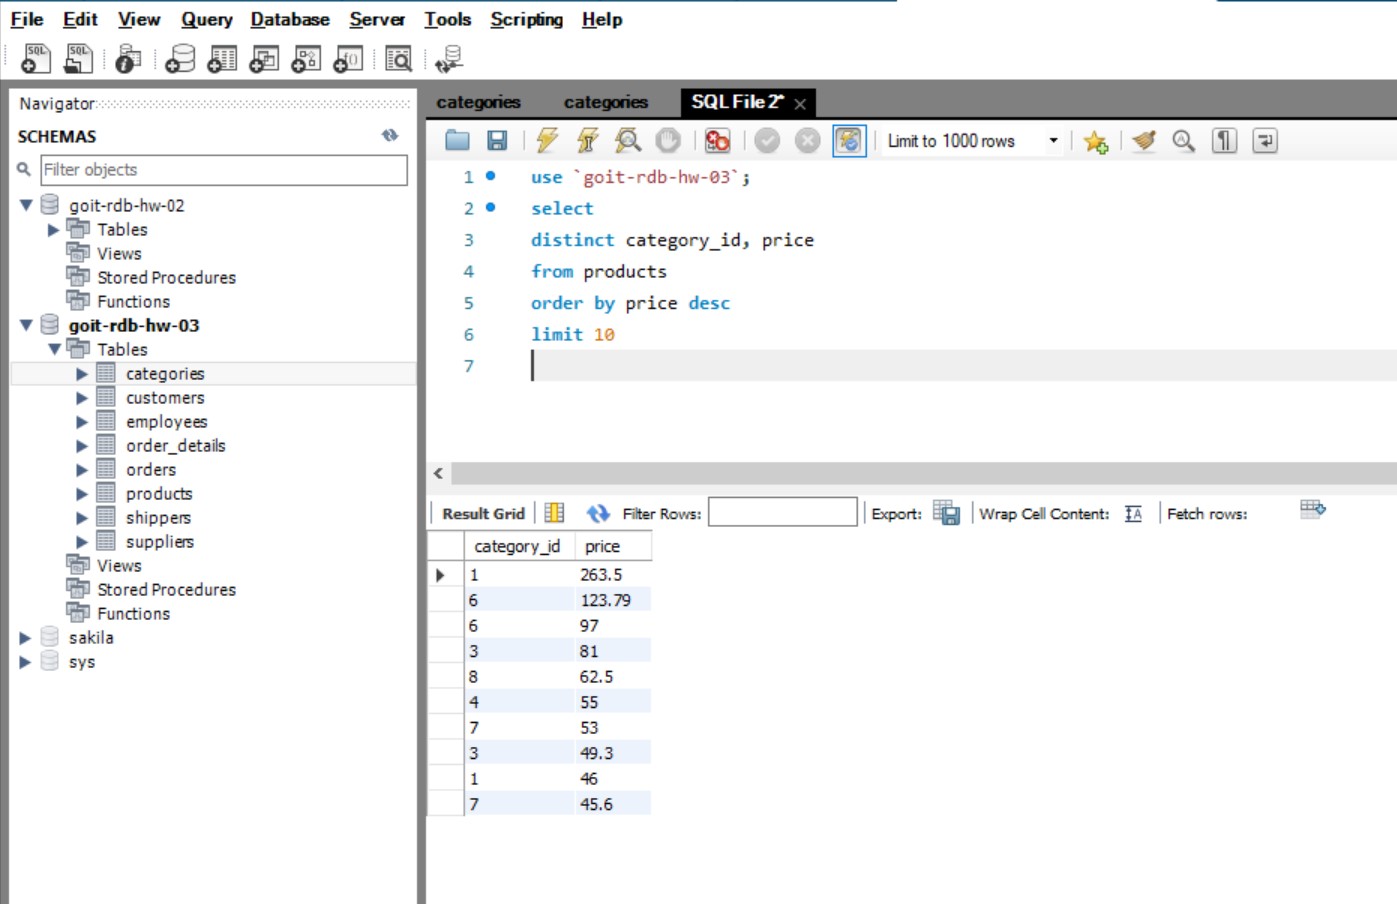 File Edit View Query Database Server Tools Scripting Help
SQL SQL
Navigator
SCHEMAS
Filter objects
goit-rdb-hw-02
Tables
Views
Stored Procedures
Functions
goit-rdb-hw-03
Tables
categories
customers
employees
order_details
orders
products
shippers
suppliers
Views
Stored Procedures
Functions
sakila
sys
categories categories SQL File 2*
Limit to 1000 rows
1 use `goit-rdb-hw-03`;
2 select
3 distinct category_id, price
4 from products
5 order by price desc
6 limit 10
7
Result Grid Filter Rows: Export: Wrap Cell Content: Fetch rows:
category_id price
1 263.5
6 123.79
6 97
3 81
8 62.5
4 55
7 53
3 49.3
1 46
7 45.6